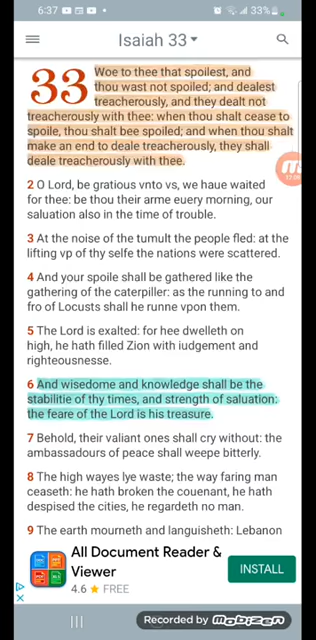 6:37
33%
Isaiah 33
33 Woe to thee that spoilest, and
thou wast not spoiled; and dealest
treacherously, and they dealt not
treacherously with thee: when thou shalt cease to
spoile, thou shalt bee spoiled; and when thou shalt
make an end to deale treacherously, they shall
deale treacherously with thee.
2 O Lord, be gratious vnto vs, we haue waited
for thee: be thou their arme euery morning, our
saluation also in the time of trouble.
3 At the noise of the tumult the people fled: at the
lifting vp of thy selfe the nations were scattered.
4 And your spoile shall be gathered like the
gathering of the caterpiller: as the running to and
fro of Locusts shall he runne vpon them.
5 The Lord is exalted: for hee dwelleth on
high, he hath filled Zion with iudgement and
righteousnesse.
6 And wisedome and knowledge shall be the
stabilitie of thy times, and strength of saluation:
the feare of the Lord is his treasure.
7 Behold, their valiant ones shall cry without: the
ambassadours of peace shall weepe bitterly.
8 The high wayes lye waste; the way faring man
ceaseth: he hath broken the couenant, he hath
despised the cities, he regardeth no man.
9 The earth mourneth and languisheth: Lebanon
All Document Reader &
Viewer
4.6 ★ FREE
INSTALL
Recorded by Mobizen